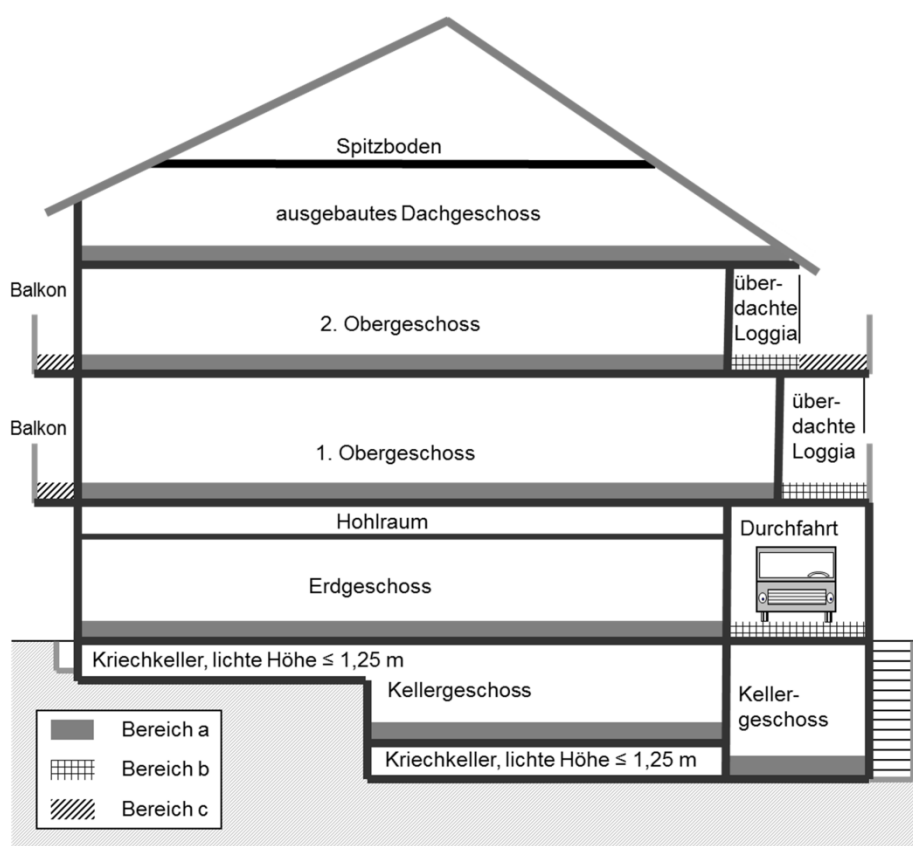 Spitzboden
ausgebautes Dachgeschoss
Balkon
2. Obergeschoss
über-
dachte
Loggia
Balkon
1. Obergeschoss
über-
dachte
Loggia
Hohlraum
Durchfahrt
Erdgeschoss
Kriechkeller, lichte Höhe ≤ 1,25 m
Kellergeschoss
Keller-
geschoss
Kriechkeller, lichte Höhe ≤ 1,25 m
Bereich a
Bereich b
Bereich c